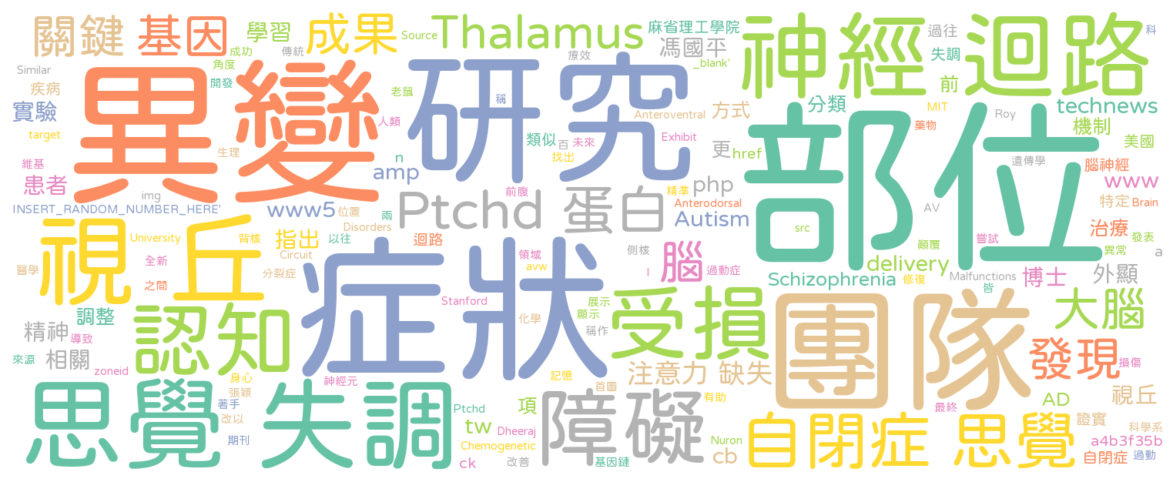 關鍵 基因 學習 成功 傳統 成果 Source Thalamus 療效 麻省理工學院 馮國平 _blank' 神經 迴路 過往 失調 前 科
Similar 疾病 角度 開發 老鼠 異變 研究 Anteroventral 方式 分類 MIT Roy technews
實驗 target 人類 稱 類似 百 未來 找出 Exhibit 更 href 藥物 機制 美國
維基 患者 生理 n amp 前腹 精準 php 部位 遺傳學 腦神經 www
img Ptchd 蛋白 Anterodorsal Autism AV 特定 Brain
INSERT_RANDOM_NUMBER_HERE' www5 位置 兩 Disorders src 治療 發表
University 背核 指出 以往 迴路 領域 側核 腦 過動症 delivery 顛覆 嘗試 異常 a
視丘 醫學 全新 之間 分裂症 Circuit avw I Schizophrenia 修復 Malfunctions 皆 博士 外顯
調整 認知 Stanford 症狀 化學 展示 顯示 稱作 受損 團隊 大腦
精神 導致 來源 相關 zoneid 發現 損傷
身心 張穎 神經元 記憶 首圖 注意力 缺失 有助 視丘
思覺 失調 著手 改以 期刊 Ptchd tw 項 Dheeraj 障礙 最終 AD 證實 科學系
Chemogenetic ck 改善 基因鏈 Nuron cb 自閉症 思覺 a4b3f35b 自閉症 過動